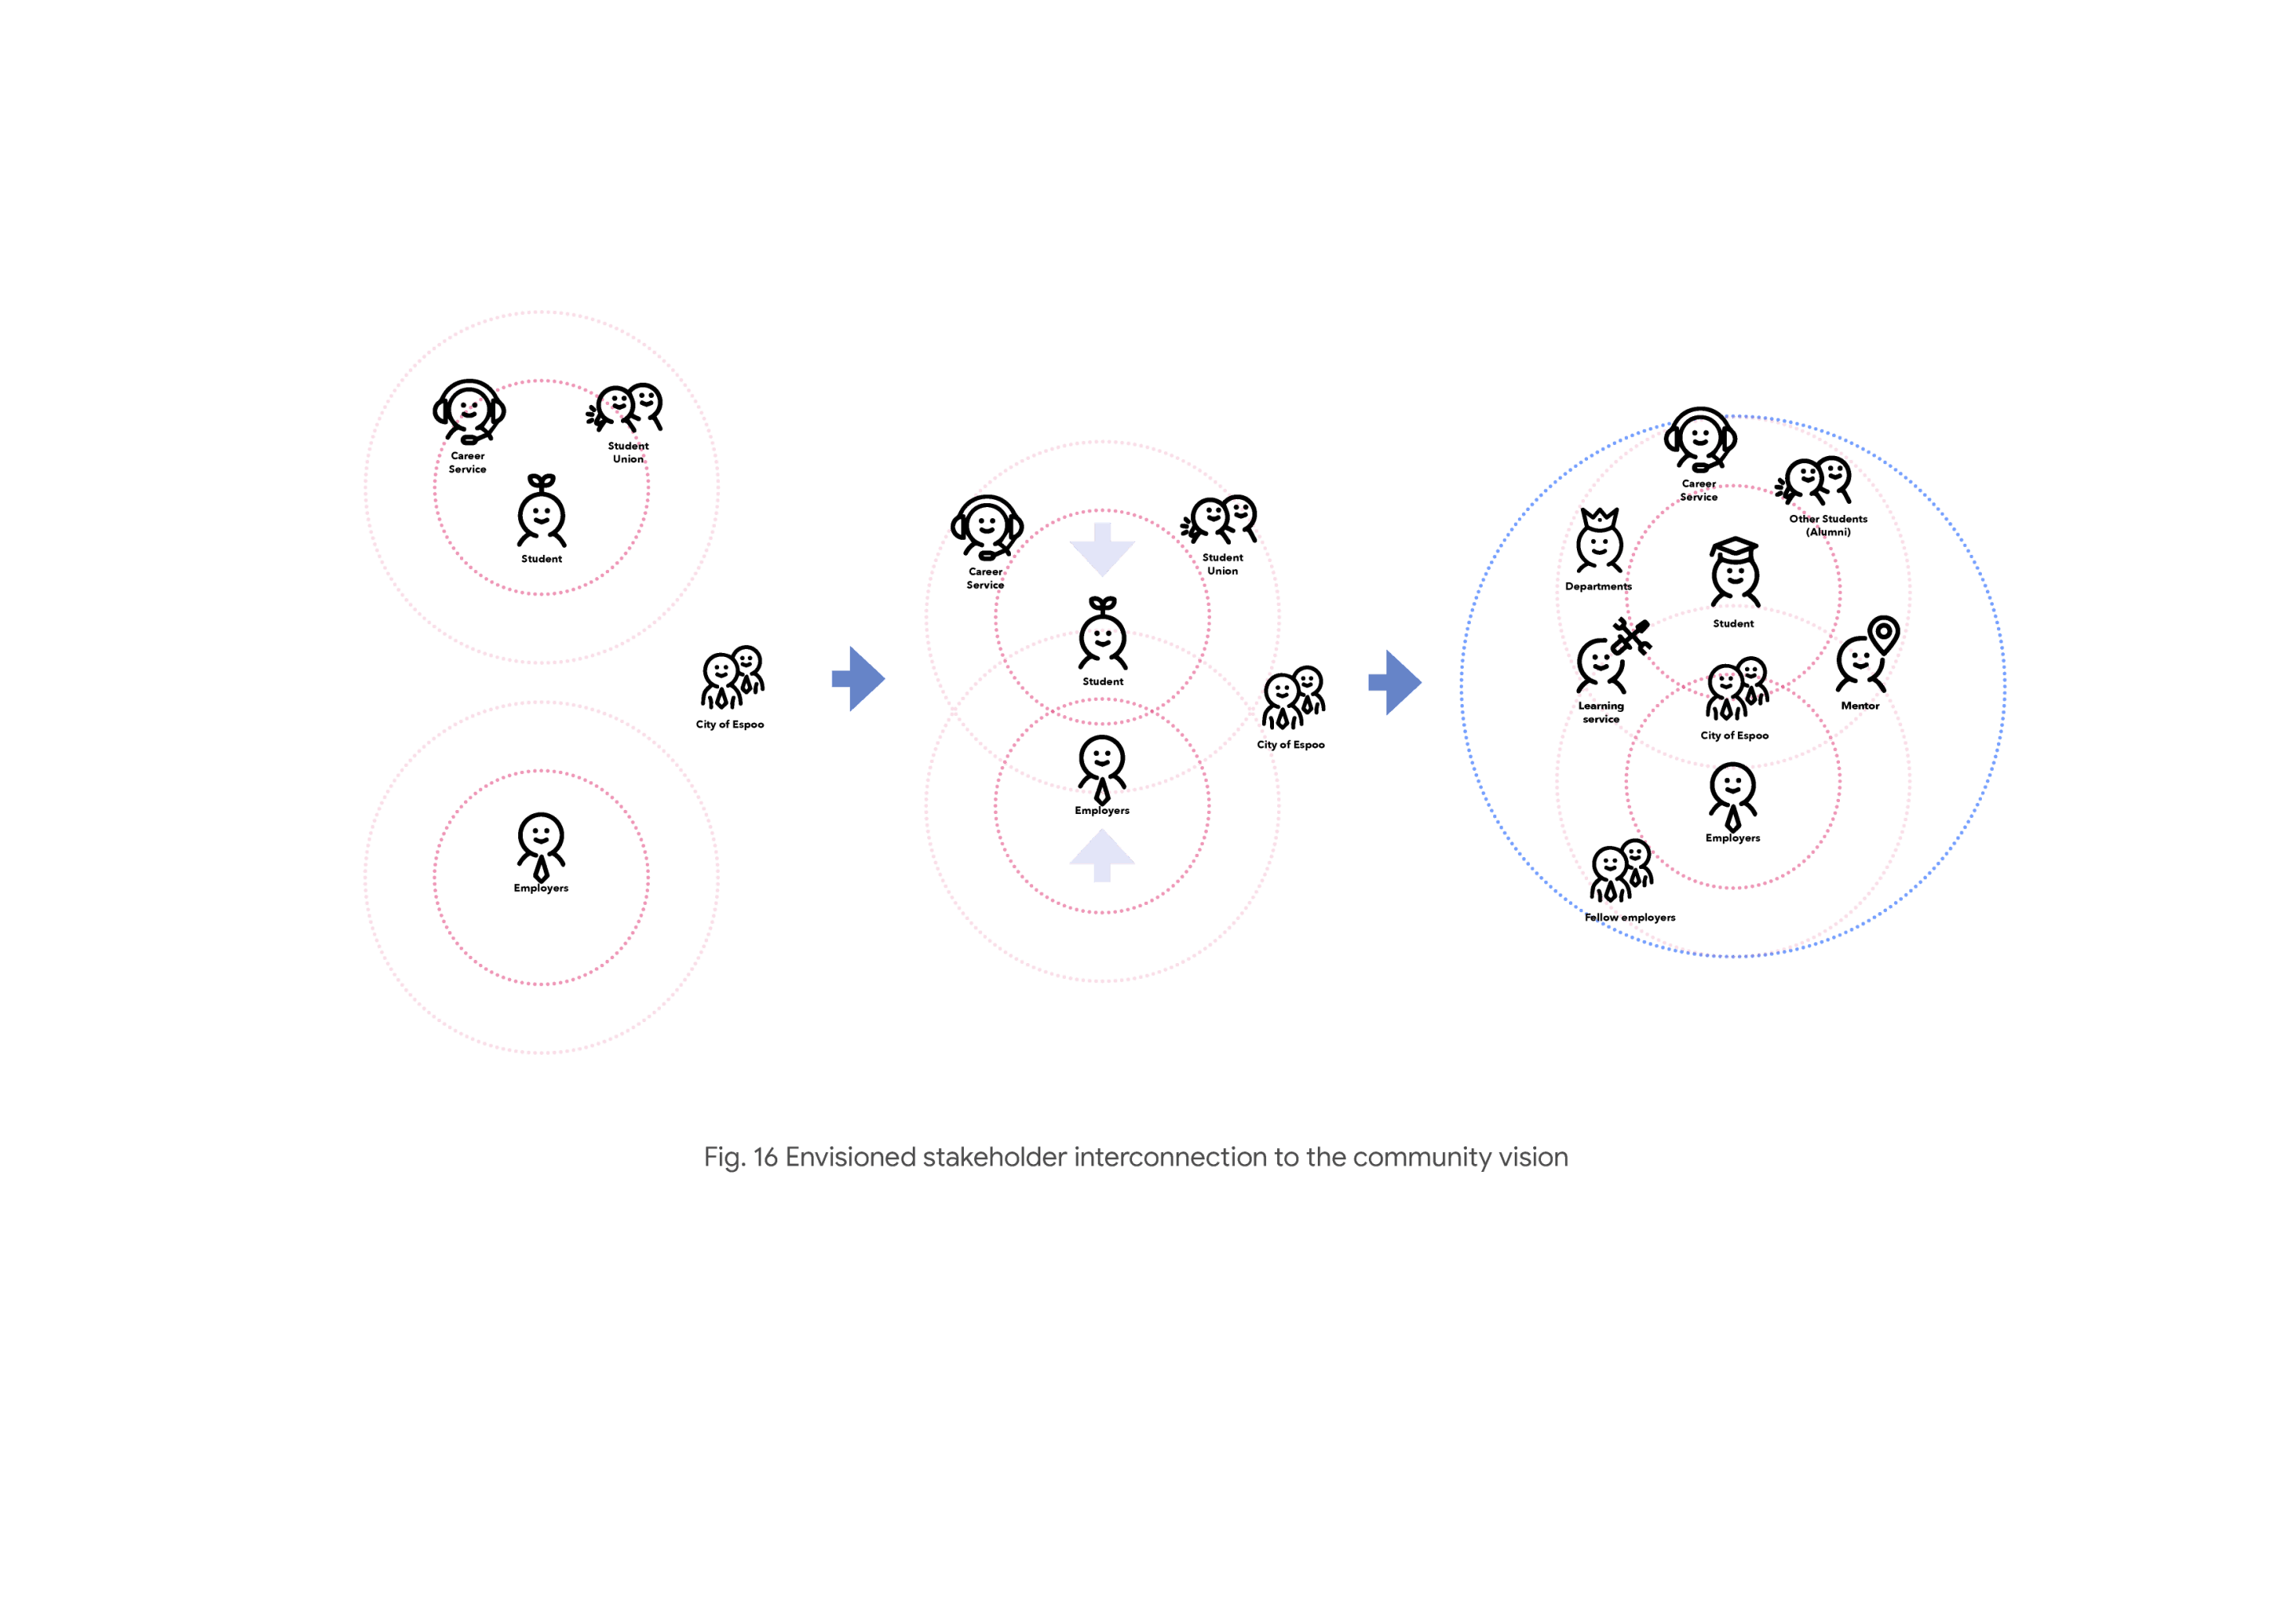 Career
Service
Student
Union
Student
City of Espoo
Employers
Career
Service
Student
Union
Student
City of Espoo
Employers
Career
Service
Other Students
(Alumni)
Departments
Student
Learning
service
Mentor
City of Espoo
Employers
Fellow employers
Fig. 16 Envisioned stakeholder interconnection to the community vision